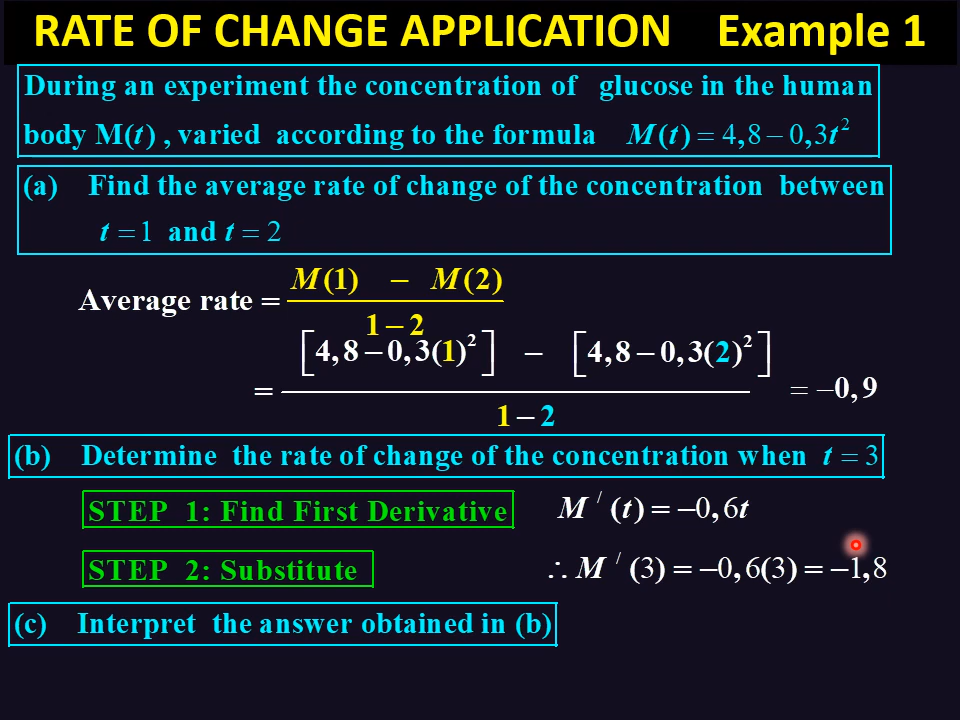 RATE OF CHANGE APPLICATION Example 1
During an experiment the concentration of glucose in the human
body M(t) , varied according to the formula M(t) = 4,8 − 0,3t²
(a) Find the average rate of change of the concentration between
t = 1 and t = 2
M(1) − M(2)
Average rate =
1 − 2
[4,8 − 0,3(1)²] − [4,8 − 0,3(2)²]
= = −0,9
1 − 2
(b) Determine the rate of change of the concentration when t = 3
STEP 1: Find First Derivative M ′(t) = −0,6t
STEP 2: Substitute ∴ M ′(3) = −0,6(3) = −1,8
(c) Interpret the answer obtained in (b)